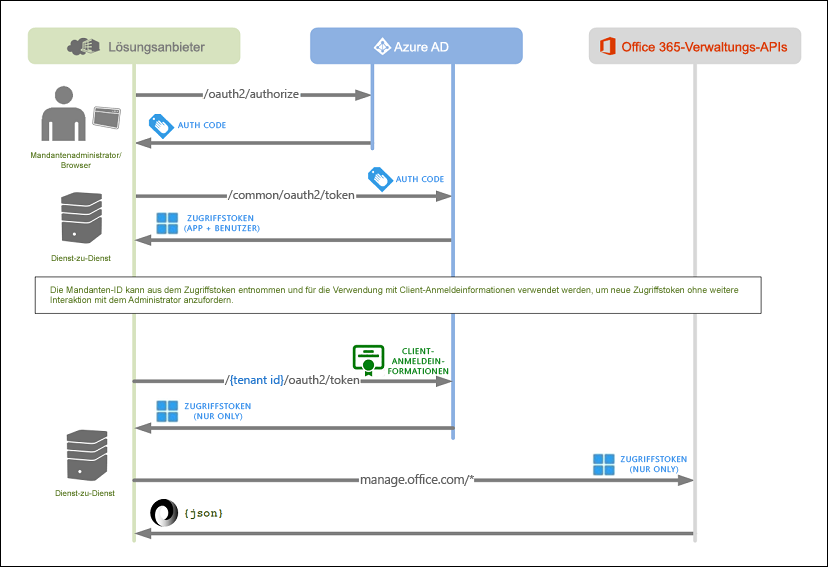 Lösungsanbieter
Azure AD
Office 365-Verwaltungs-APIs
/oauth2/authorize
AUTH CODE
Mandantenadministrator/
Browser
AUTH CODE
/common/oauth2/token
ZUGRIFFSTOKEN
(APP + BENUTZER)
Dienst-zu-Dienst
Die Mandanten-ID kann aus dem Zugriffstoken entnommen und für die Verwendung mit Client-Anmeldeinformationen verwendet werden, um neue Zugriffstoken ohne weitere
Interaktion mit dem Administrator anzufordern.
CLIENT-
ANMELDEIN-
FORMATIONEN
/{tenant id}/oauth2/token
ZUGRIFFSTOKEN
(NUR ONLY)
ZUGRIFFSTOKEN
(NUR ONLY)
manage.office.com/*
Dienst-zu-Dienst
{json}